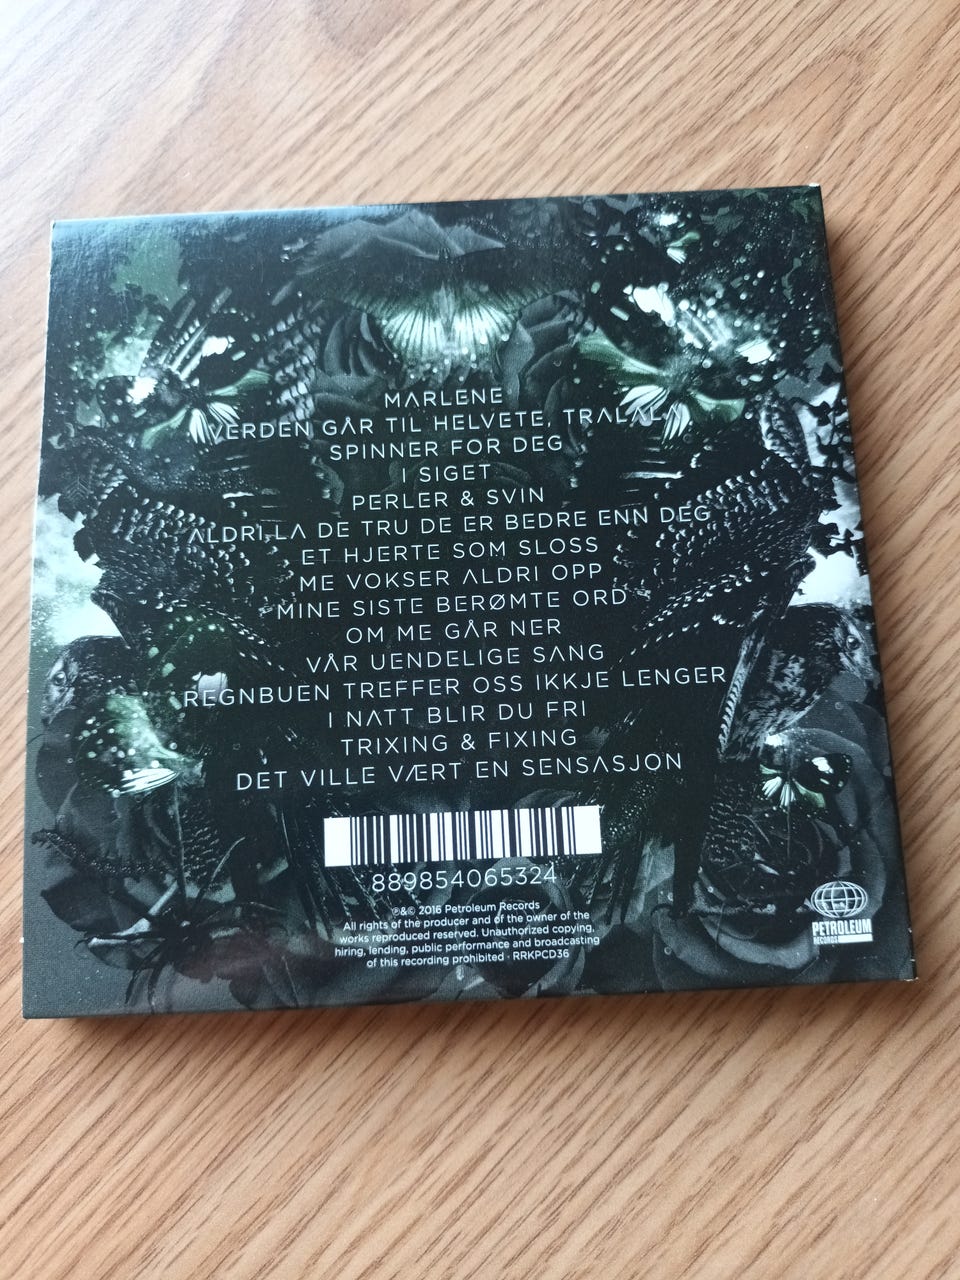 MARLENE
VERDEN GÅR TIL HELVETE, TRALALA
SPINNER FOR DEG
I SIGET
PERLER & SVIN
ALDRI LA DE TRU DE ER BEDRE ENN DEG
ET HJERTE SOM SLOSS
ME VOKSER ALDRI OPP
MINE SISTE BERØMTE ORD
OM ME GÅR NER
VÅR UENDELIGE SANG
REGNBUEN TREFFER OSS IKKJE LENGER
I NATT BLIR DU FRI
TRIXING & FIXING
DET VILLE VÆRT EN SENSASJON
889854065324
℗&© 2016 Petroleum Records
All rights of the producer and of the owner of the
works reproduced reserved. Unauthorized copying,
hiring, lending, public performance and broadcasting
of this recording prohibited · RRKPCD36
PETROLEUM
RECORDS